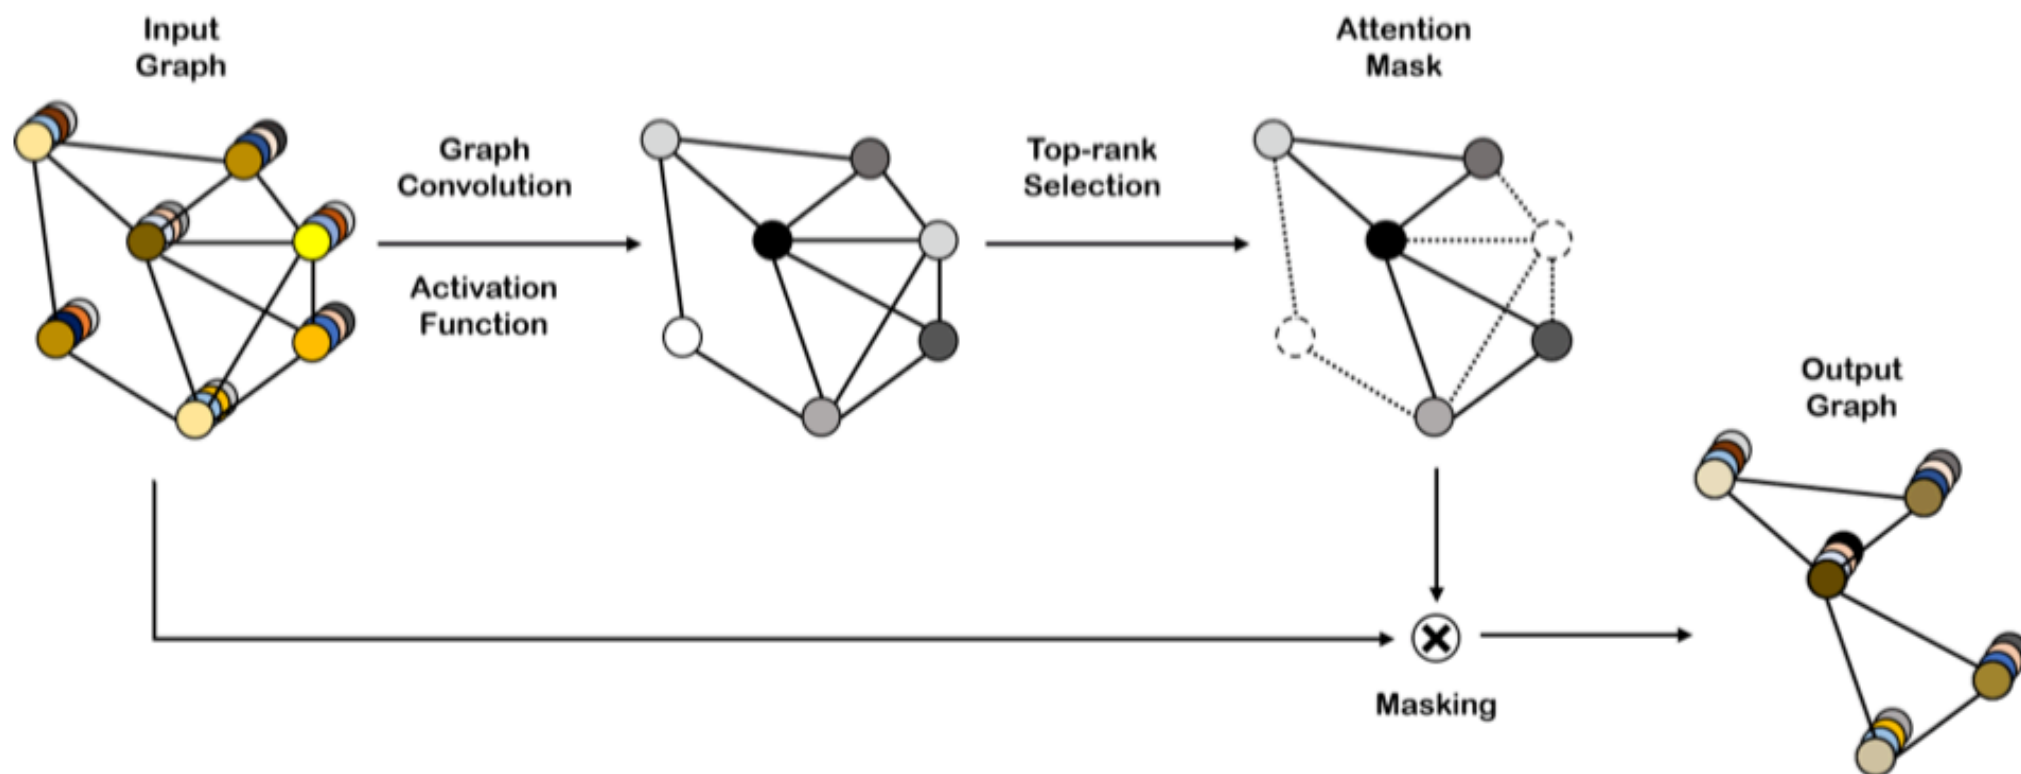 Input
Graph
Graph
Convolution
Activation
Function
Top-rank
Selection
Attention
Mask
Masking
Output
Graph